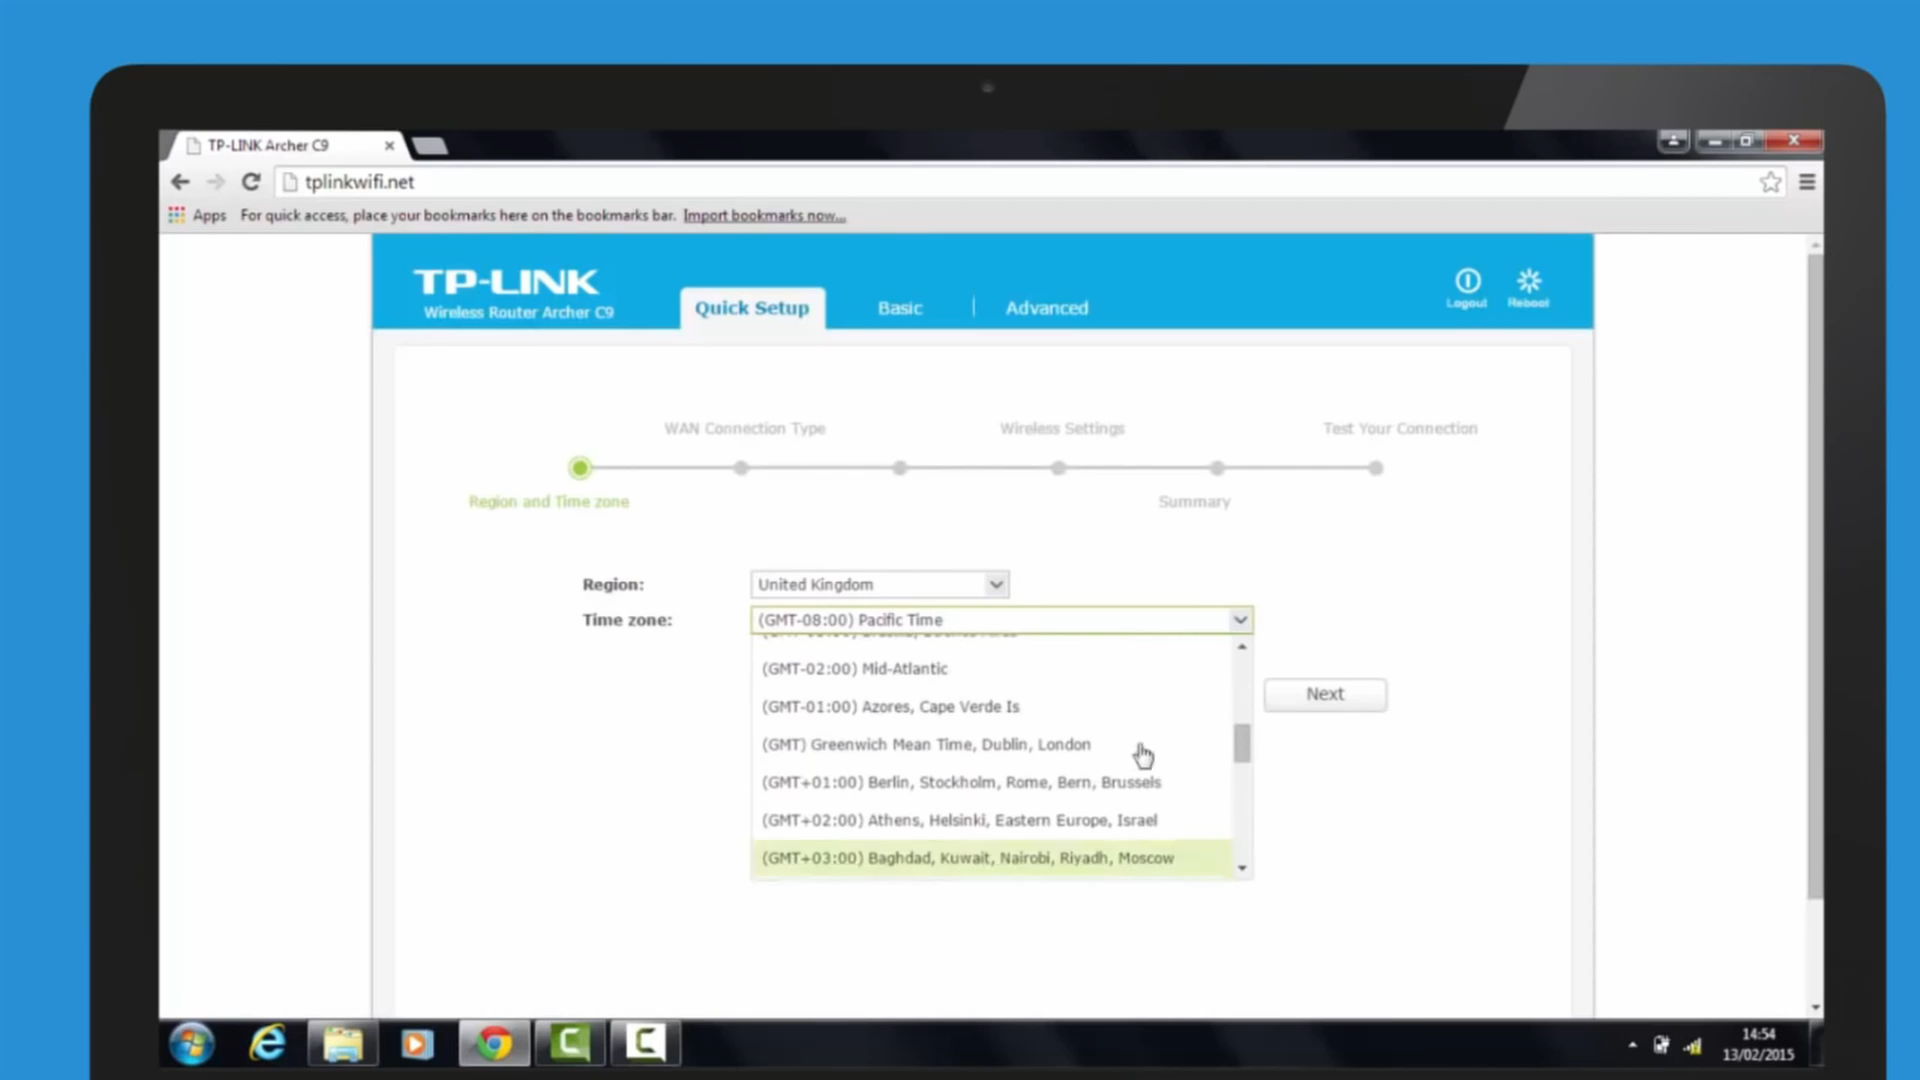 TP-LINK Archer C9
tplinkwifi.net
Apps For quick access, place your bookmarks here on the bookmarks bar. Import bookmarks now...
TP-LINK
Wireless Router Archer C9
Quick Setup
Basic
Advanced
Logout
Reboot
WAN Connection Type
Wireless Settings
Test Your Connection
Region and Time zone
Summary
Region: United Kingdom
Time zone: (GMT-08:00) Pacific Time
(GMT-02:00) Mid-Atlantic
(GMT-01:00) Azores, Cape Verde Is
(GMT) Greenwich Mean Time, Dublin, London
(GMT+01:00) Berlin, Stockholm, Rome, Bern, Brussels
(GMT+02:00) Athens, Helsinki, Eastern Europe, Israel
(GMT+03:00) Baghdad, Kuwait, Nairobi, Riyadh, Moscow
Next
14:54
13/02/2015